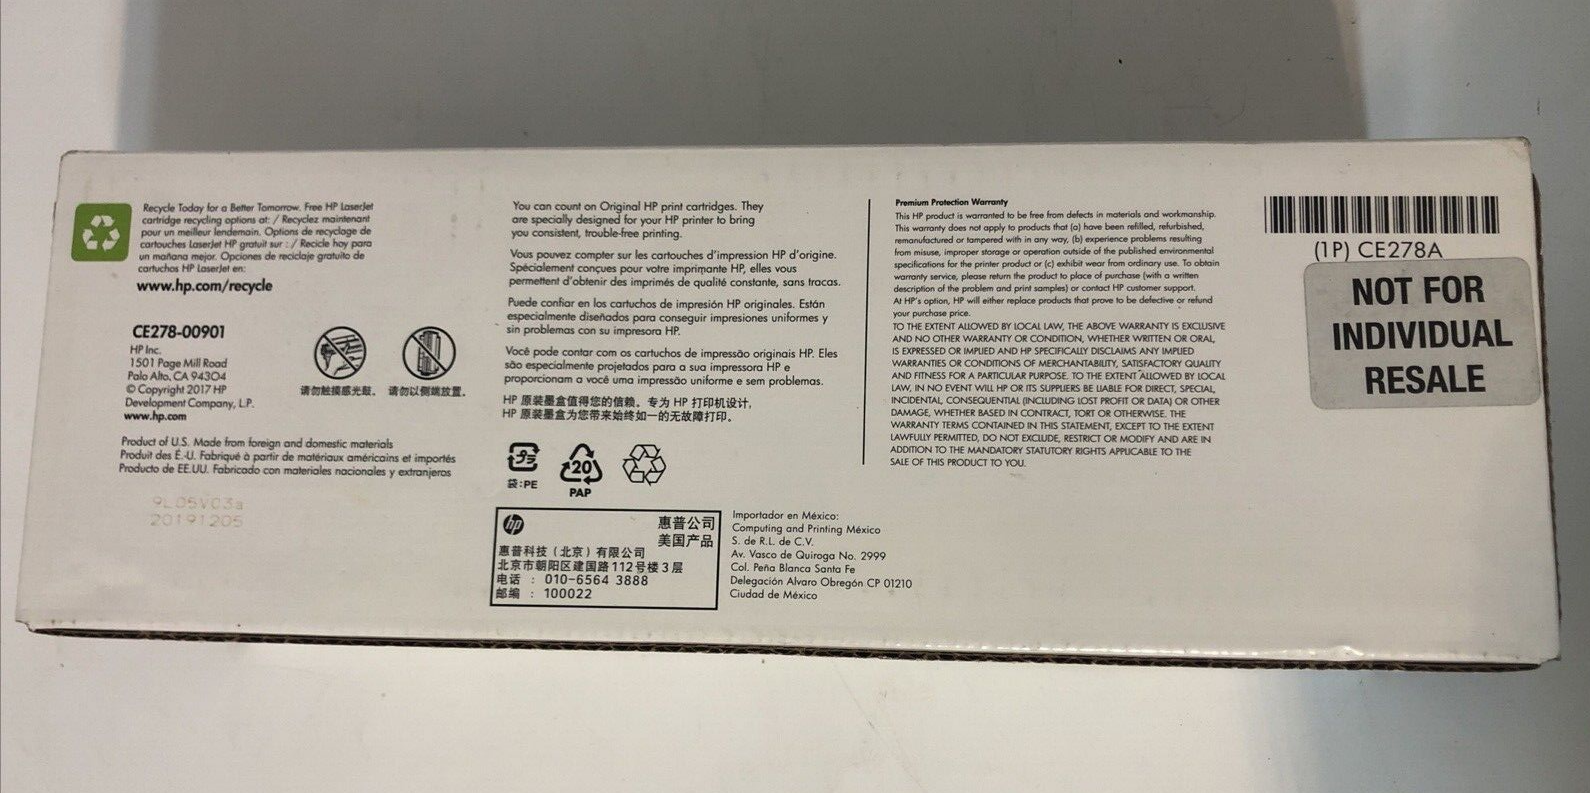 Recycle Today for a Better Tomorrow. Free HP LaserJet
cartridge recycling options at: / Recyclez maintenant
pour un meilleur lendemain. Options de recyclage de
cartouches LaserJet HP gratuit sur : / Recicle hoy para
un mañana mejor. Opciones de reciclaje gratuito de
cartuchos HP LaserJet en:
www.hp.com/recycle
CE278-00901
HP Inc.
1501 Page Mill Road
Palo Alto, CA 94304
© Copyright 2017 HP
Development Company, L.P.
www.hp.com
请勿触摸感光鼓。
请勿以侧端放置。
Product of U.S. Made from foreign and domestic materials
Produit des É.-U. Fabriqué à partir de matériaux américains et importés
Producto de EE.UU. Fabricado con materiales nacionales y extranjeros
9L05V03a
20191205
You can count on Original HP print cartridges. They
are specially designed for your HP printer to bring
you consistent, trouble-free printing.
Vous pouvez compter sur les cartouches d'impression HP d'origine.
Spécialement conçues pour votre imprimante HP, elles vous
permettent d'obtenir des imprimés de qualité constante, sans tracas.
Puede confiar en los cartuchos de impresión HP originales. Están
especialmente diseñados para conseguir impresiones uniformes y
sin problemas con su impresora HP.
Você pode contar com os cartuchos de impressão originais HP. Eles
são especialmente projetados para a sua impressora HP e
proporcionam a você uma impressão uniforme e sem problemas.
HP 原装墨盒值得您的信赖。专为 HP 打印机设计,
HP 原装墨盒为您带来始终如一的无故障打印。
プラ
袋:PE
20
PAP
hp
惠普公司
美国产品
惠普科技（北京）有限公司
北京市朝阳区建国路112号楼3层
电话 : 010-6564 3888
邮编 : 100022
Importador en México:
Computing and Printing México
S. de R.L. de C.V.
Av. Vasco de Quiroga No. 2999
Col. Peña Blanca Santa Fe
Delegación Alvaro Obregón CP 01210
Ciudad de México
Premium Protection Warranty
This HP product is warranted to be free from defects in materials and workmanship.
This warranty does not apply to products that (a) have been refilled, refurbished,
remanufactured or tampered with in any way, (b) experience problems resulting
from misuse, improper storage or operation outside of the published environmental
specifications for the printer product or (c) exhibit wear from ordinary use. To obtain
warranty service, please return the product to place of purchase (with a written
description of the problem and print samples) or contact HP customer support.
At HP's option, HP will either replace products that prove to be defective or refund
your purchase price.
TO THE EXTENT ALLOWED BY LOCAL LAW, THE ABOVE WARRANTY IS EXCLUSIVE
AND NO OTHER WARRANTY OR CONDITION, WHETHER WRITTEN OR ORAL,
IS EXPRESSED OR IMPLIED AND HP SPECIFICALLY DISCLAIMS ANY IMPLIED
WARRANTIES OR CONDITIONS OF MERCHANTABILITY, SATISFACTORY QUALITY
AND FITNESS FOR A PARTICULAR PURPOSE. TO THE EXTENT ALLOWED BY LOCAL
LAW, IN NO EVENT WILL HP OR ITS SUPPLIERS BE LIABLE FOR DIRECT, SPECIAL,
INCIDENTAL, CONSEQUENTIAL (INCLUDING LOST PROFIT OR DATA) OR OTHER
DAMAGE, WHETHER BASED IN CONTRACT, TORT OR OTHERWISE. THE
WARRANTY TERMS CONTAINED IN THIS STATEMENT, EXCEPT TO THE EXTENT
LAWFULLY PERMITTED, DO NOT EXCLUDE, RESTRICT OR MODIFY AND ARE IN
ADDITION TO THE MANDATORY STATUTORY RIGHTS APPLICABLE TO THE
SALE OF THIS PRODUCT TO YOU.
(1P) CE278A
NOT FOR
INDIVIDUAL
RESALE